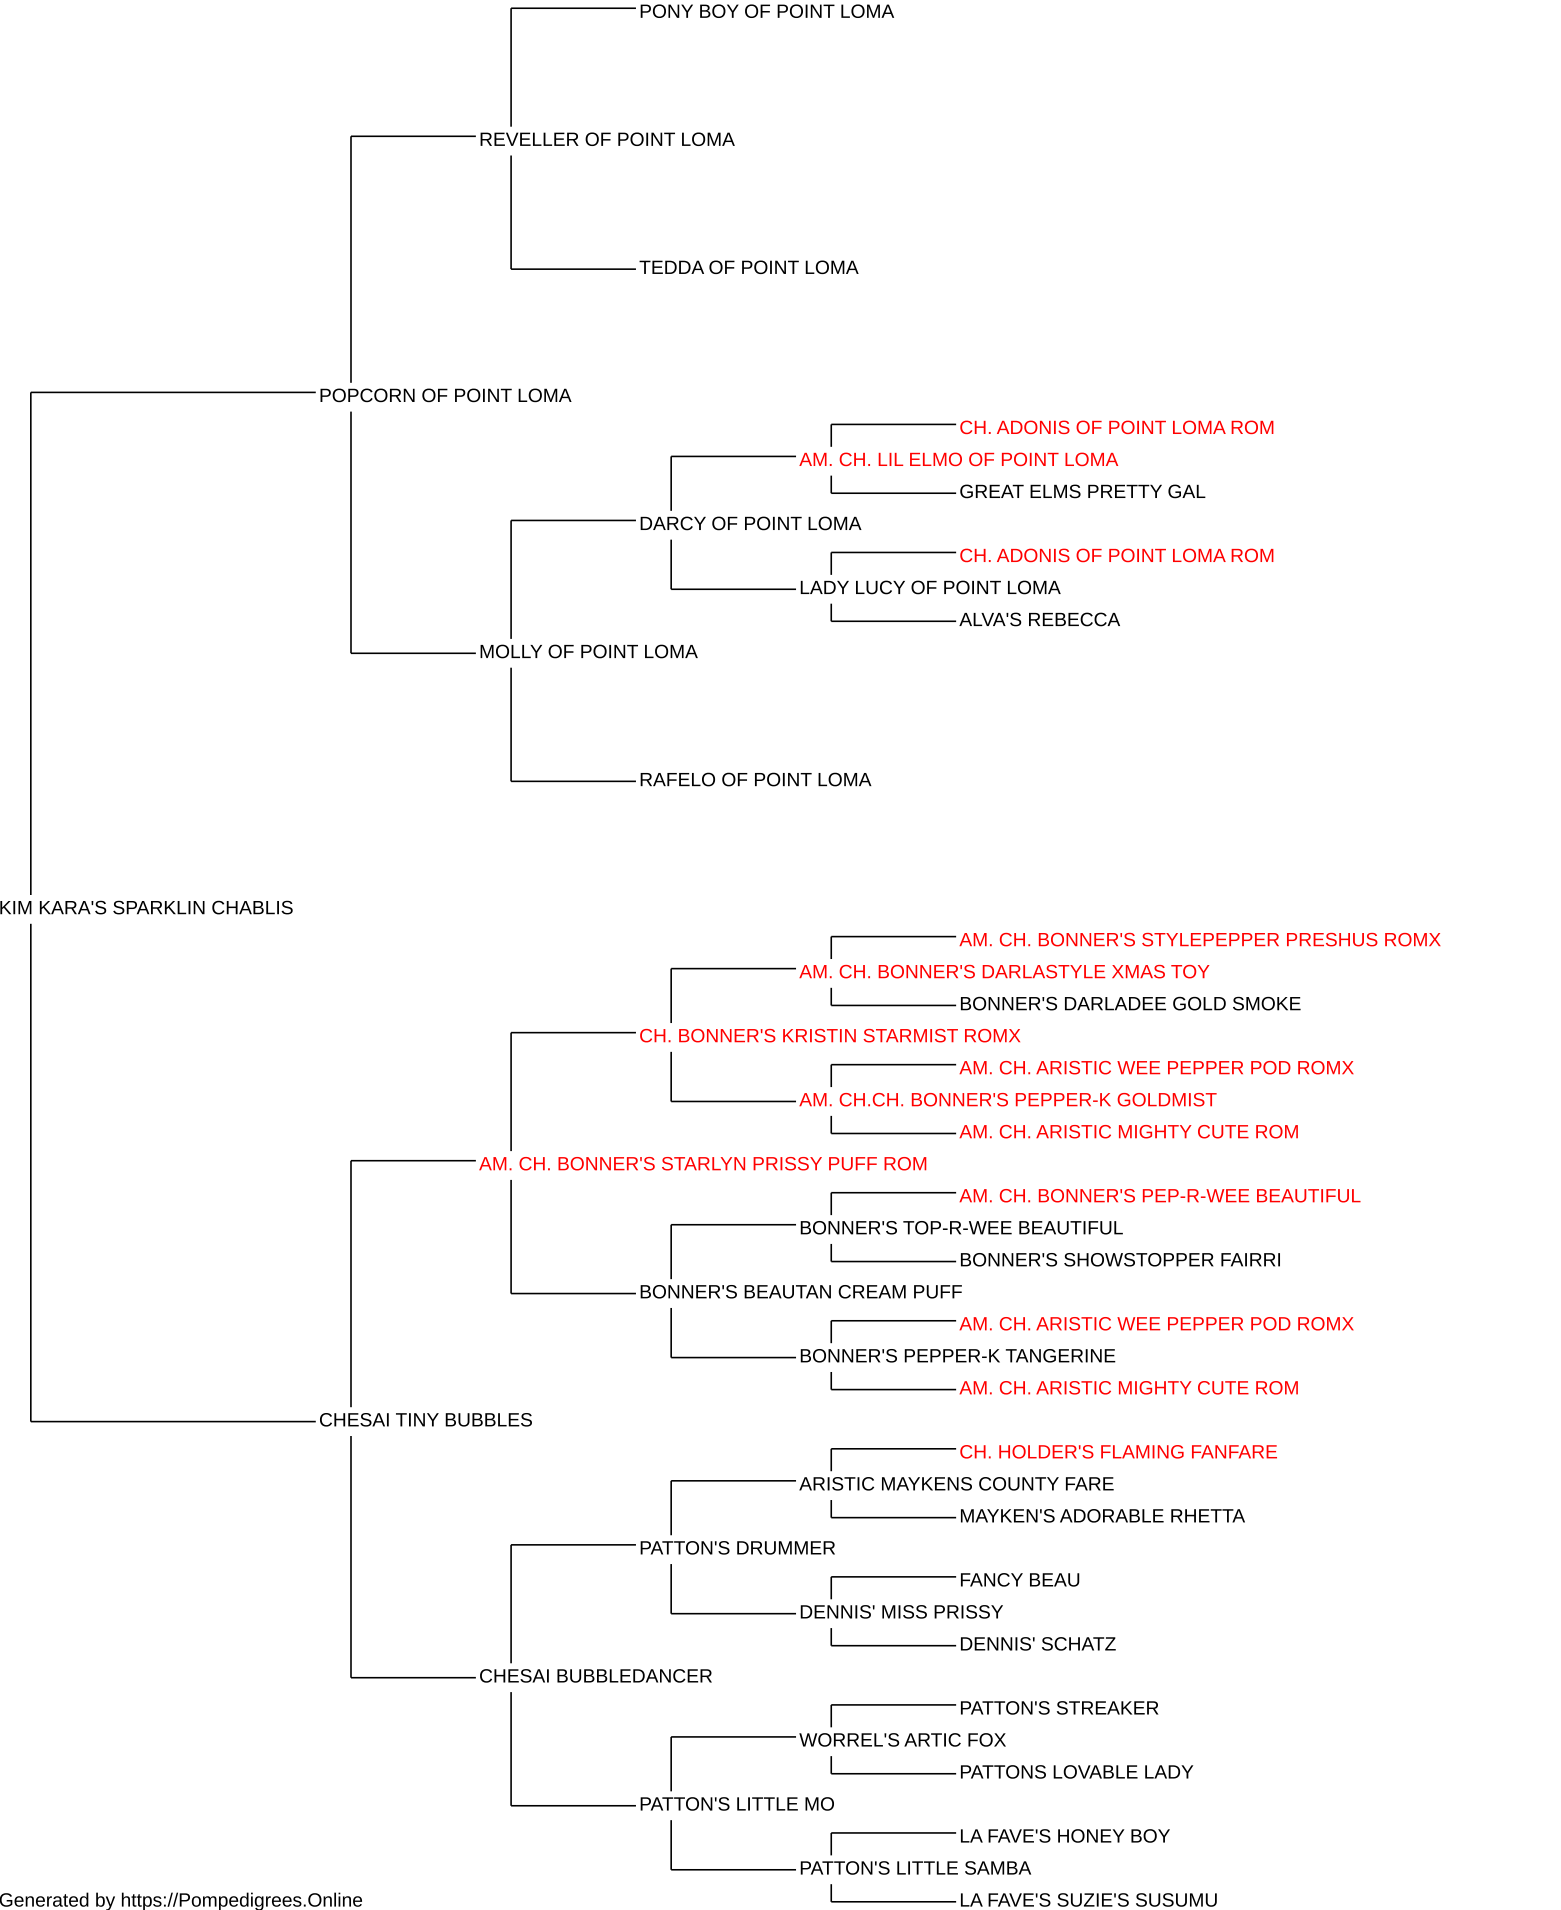 PONY BOY OF POINT LOMA
REVELLER OF POINT LOMA
TEDDA OF POINT LOMA
POPCORN OF POINT LOMA
CH. ADONIS OF POINT LOMA ROM
AM. CH. LIL ELMO OF POINT LOMA
GREAT ELMS PRETTY GAL
DARCY OF POINT LOMA
CH. ADONIS OF POINT LOMA ROM
LADY LUCY OF POINT LOMA
ALVA'S REBECCA
MOLLY OF POINT LOMA
RAFELO OF POINT LOMA
KIM KARA'S SPARKLIN CHABLIS
AM. CH. BONNER'S STYLEPEPPER PRESHUS ROMX
AM. CH. BONNER'S DARLASTYLE XMAS TOY
BONNER'S DARLADEE GOLD SMOKE
CH. BONNER'S KRISTIN STARMIST ROMX
AM. CH. ARISTIC WEE PEPPER POD ROMX
AM. CH.CH. BONNER'S PEPPER-K GOLDMIST
AM. CH. ARISTIC MIGHTY CUTE ROM
AM. CH. BONNER'S STARLYN PRISSY PUFF ROM
AM. CH. BONNER'S PEP-R-WEE BEAUTIFUL
BONNER'S TOP-R-WEE BEAUTIFUL
BONNER'S SHOWSTOPPER FAIRRI
BONNER'S BEAUTAN CREAM PUFF
AM. CH. ARISTIC WEE PEPPER POD ROMX
BONNER'S PEPPER-K TANGERINE
AM. CH. ARISTIC MIGHTY CUTE ROM
CHESAI TINY BUBBLES
CH. HOLDER'S FLAMING FANFARE
ARISTIC MAYKENS COUNTY FARE
MAYKEN'S ADORABLE RHETTA
PATTON'S DRUMMER
FANCY BEAU
DENNIS' MISS PRISSY
DENNIS' SCHATZ
CHESAI BUBBLEDANCER
PATTON'S STREAKER
WORREL'S ARTIC FOX
PATTONS LOVABLE LADY
PATTON'S LITTLE MO
LA FAVE'S HONEY BOY
PATTON'S LITTLE SAMBA
LA FAVE'S SUZIE'S SUSUMU
Generated by https://Pompedigrees.Online